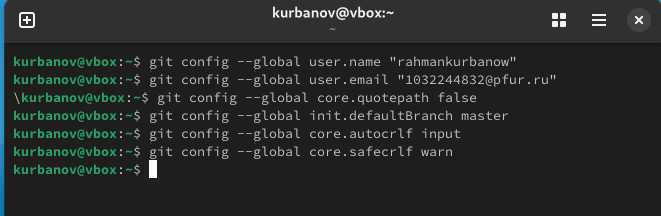 kurbanov@vbox:~
~
kurbanov@vbox:~$ git config --global user.name "rahmankurbanow"
kurbanov@vbox:~$ git config --global user.email "1032244832@pfur.ru"
\kurbanov@vbox:~$ git config --global core.quotepath false
kurbanov@vbox:~$ git config --global init.defaultBranch master
kurbanov@vbox:~$ git config --global core.autocrlf input
kurbanov@vbox:~$ git config --global core.safecrlf warn
kurbanov@vbox:~$